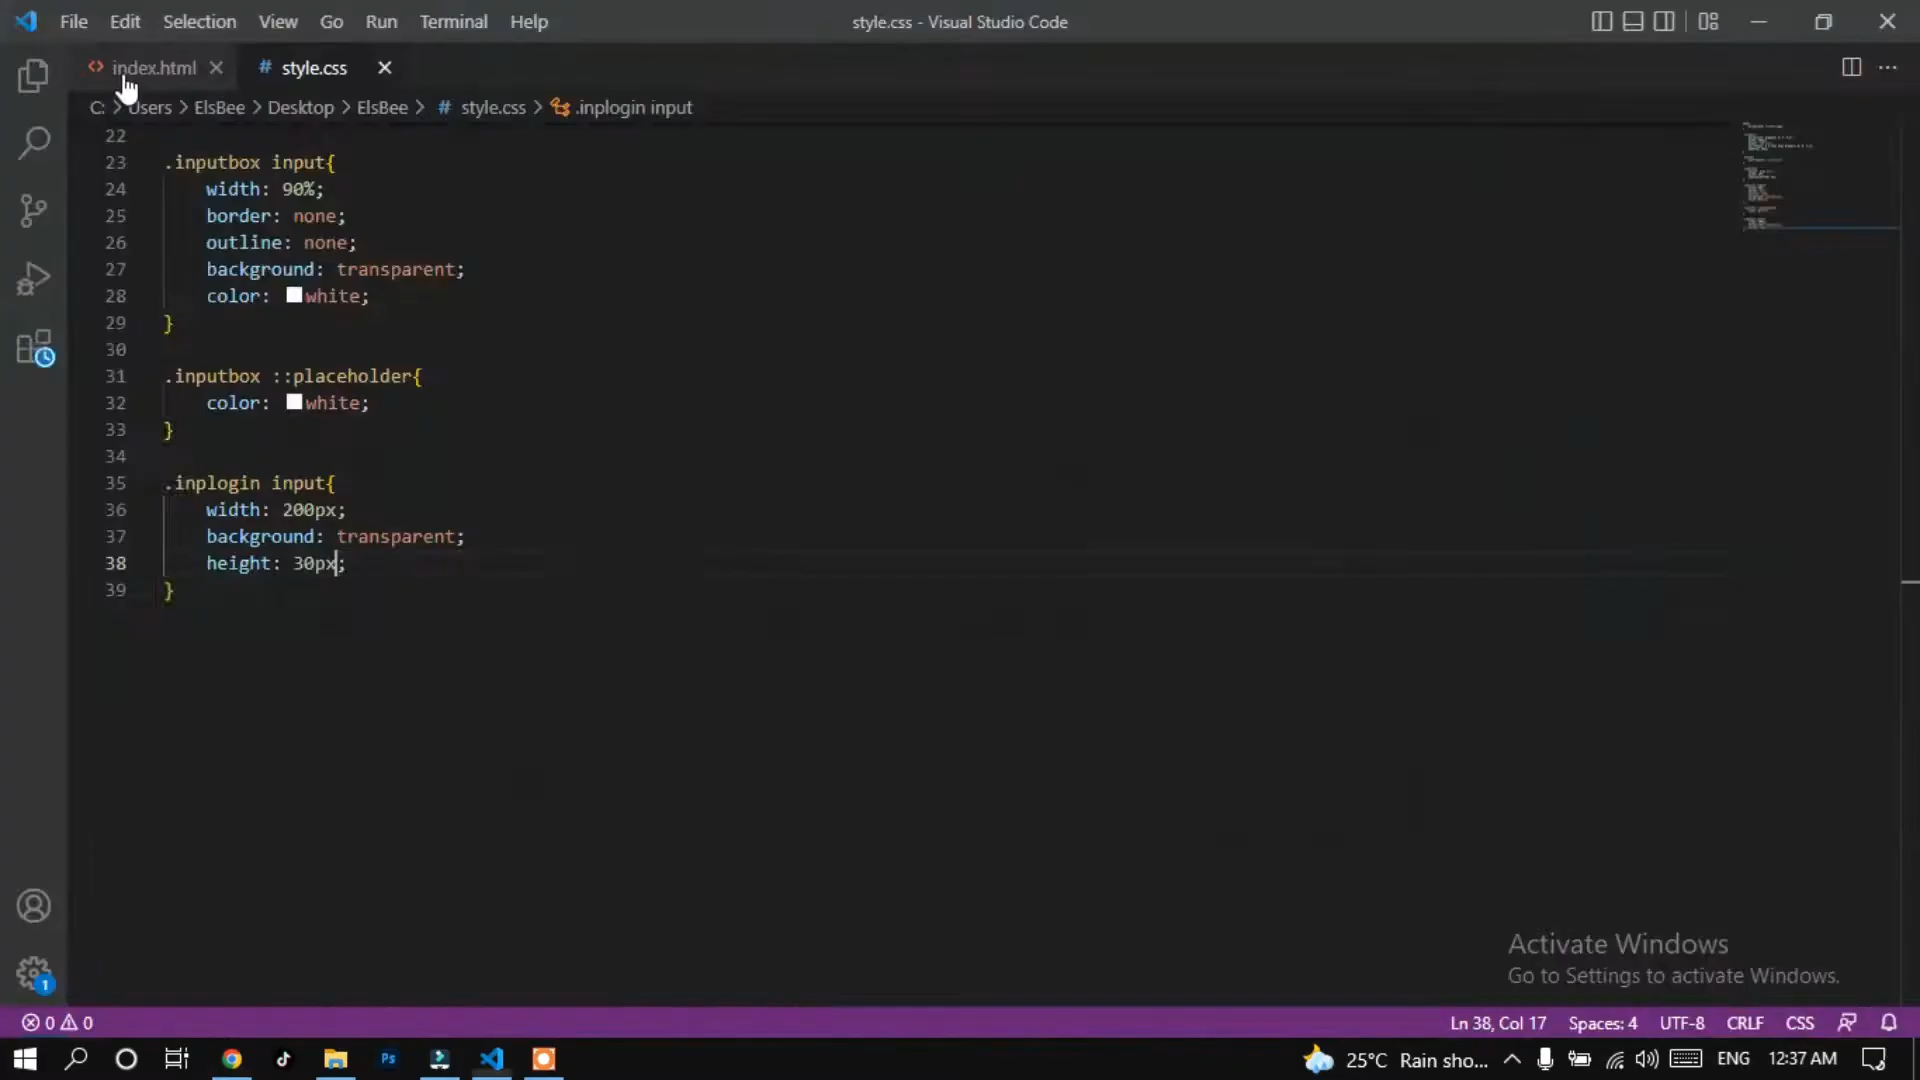 File Edit Selection View Go Run Terminal Help style.css - Visual Studio Code
index.html # style.css
C: > Users > ElsBee > Desktop > ElsBee > # style.css > .inplogin input
22
23 .inputbox input{
24 width: 90%;
25 border: none;
26 outline: none;
27 background: transparent;
28 color: white;
29 }
30
31 .inputbox ::placeholder{
32 color: white;
33 }
34
35 .inplogin input{
36 width: 200px;
37 background: transparent;
38 height: 30px;
39 }
Activate Windows
Go to Settings to activate Windows.
1
0 0 Ln 38, Col 17 Spaces: 4 UTF-8 CRLF CSS
Ps 25°C Rain sho... ENG 12:37 AM